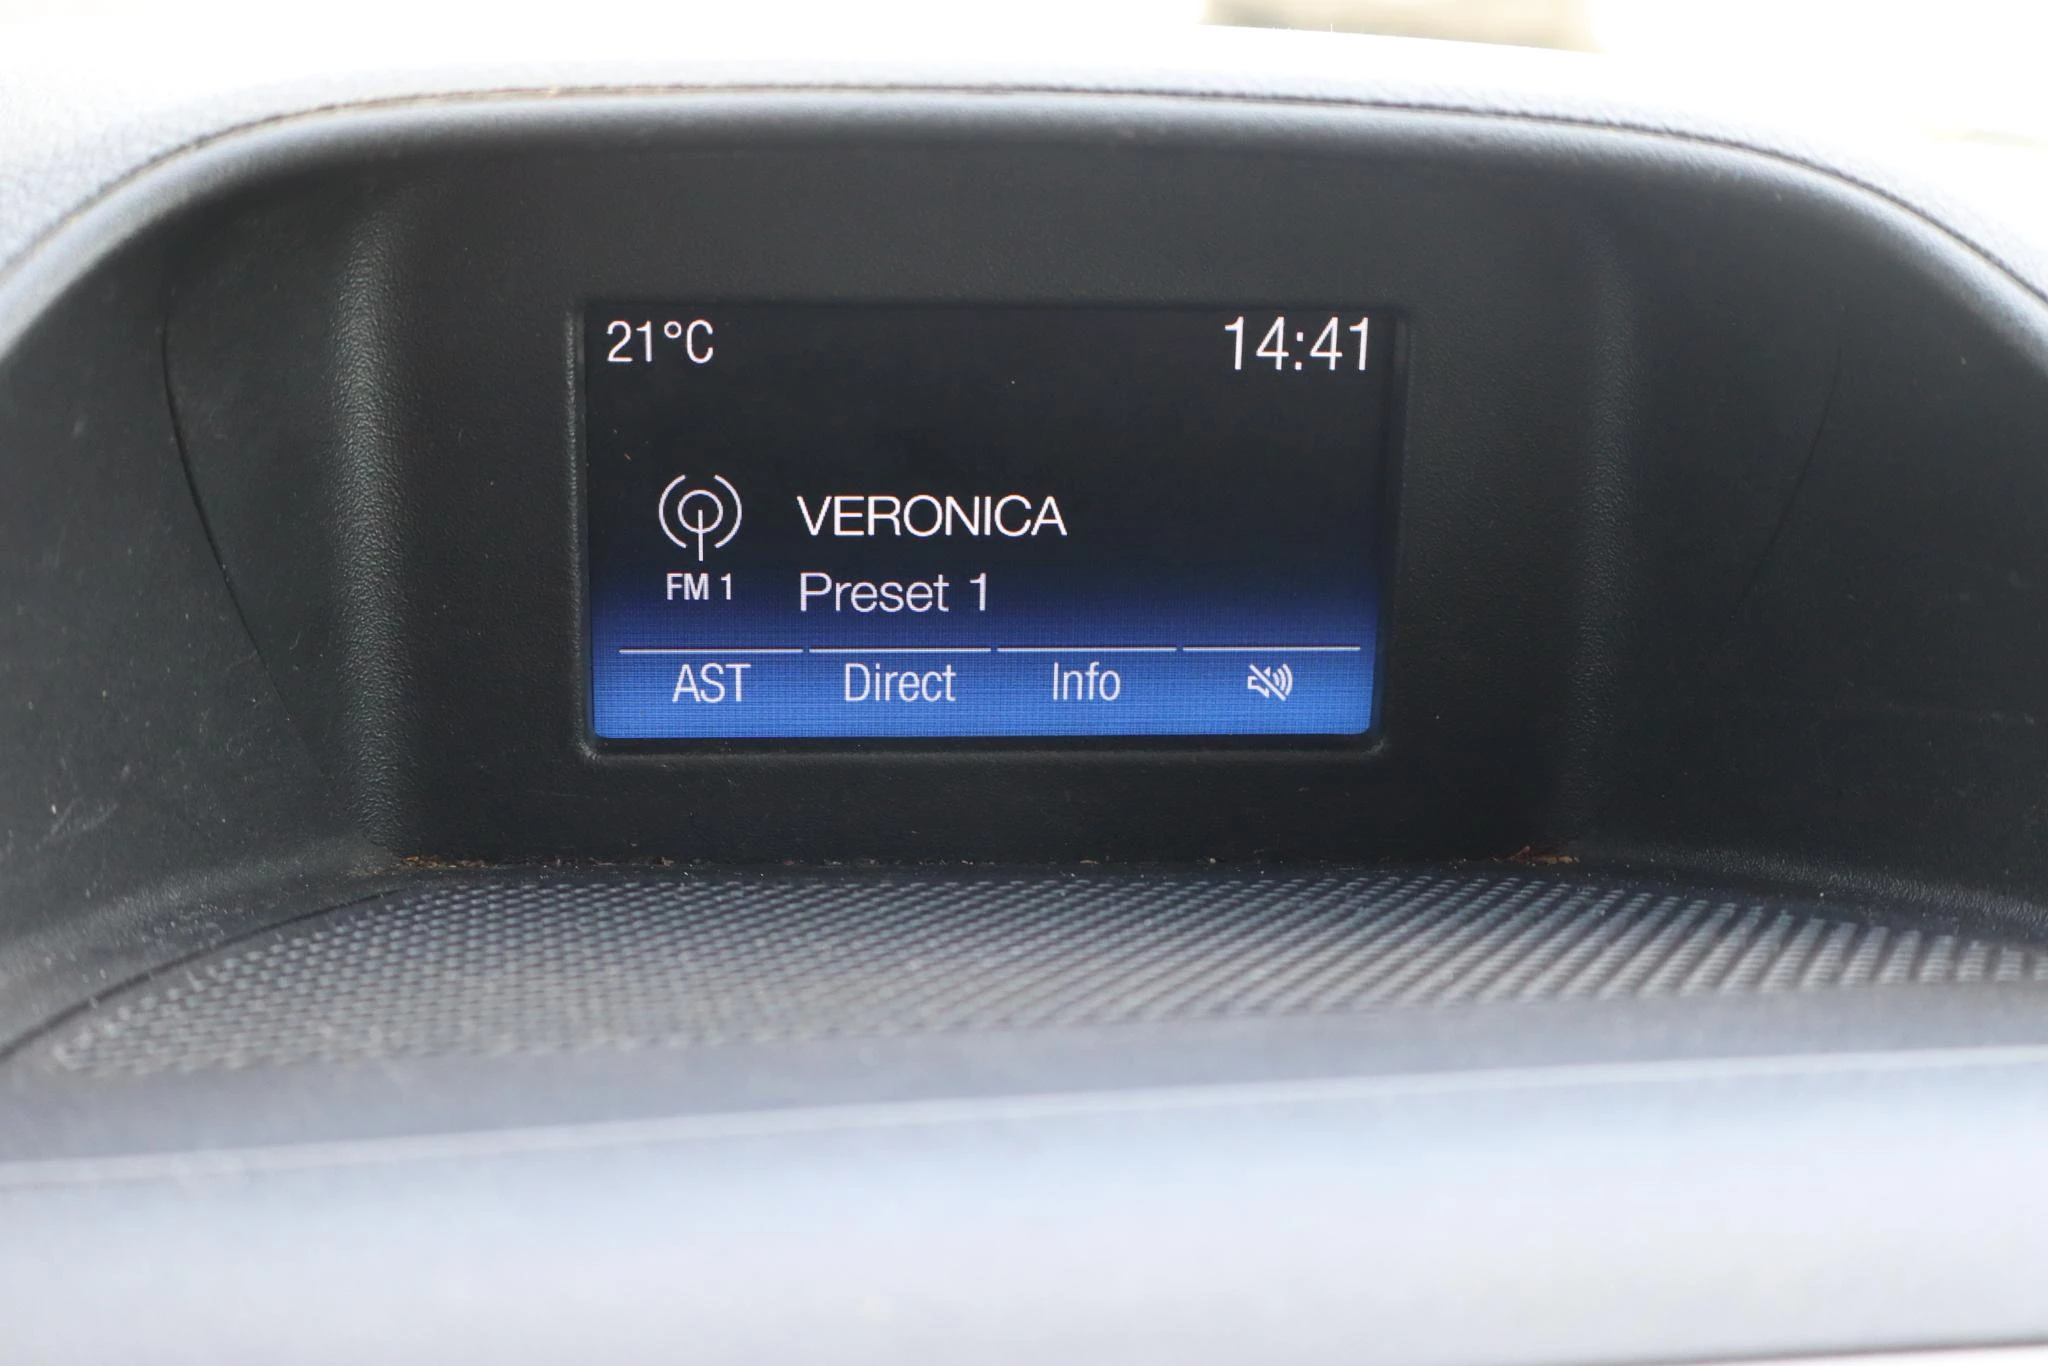 21°C 14:41
VERONICA
FM 1 Preset 1
AST Direct Info